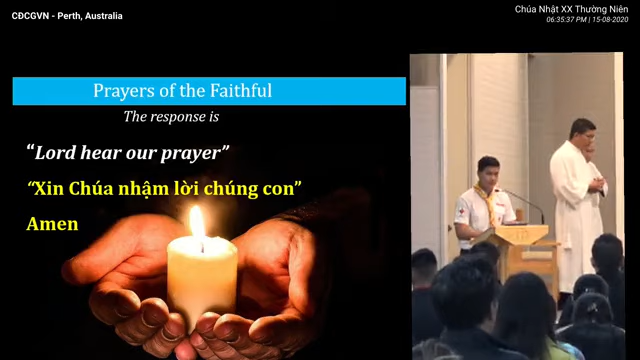 CĐCGVN - Perth, Australia
Chúa Nhật XX Thường Niên
06:35:37 PM | 15-08-2020
Prayers of the Faithful
The response is
“Lord hear our prayer”
“Xin Chúa nhậm lời chúng con”
Amen